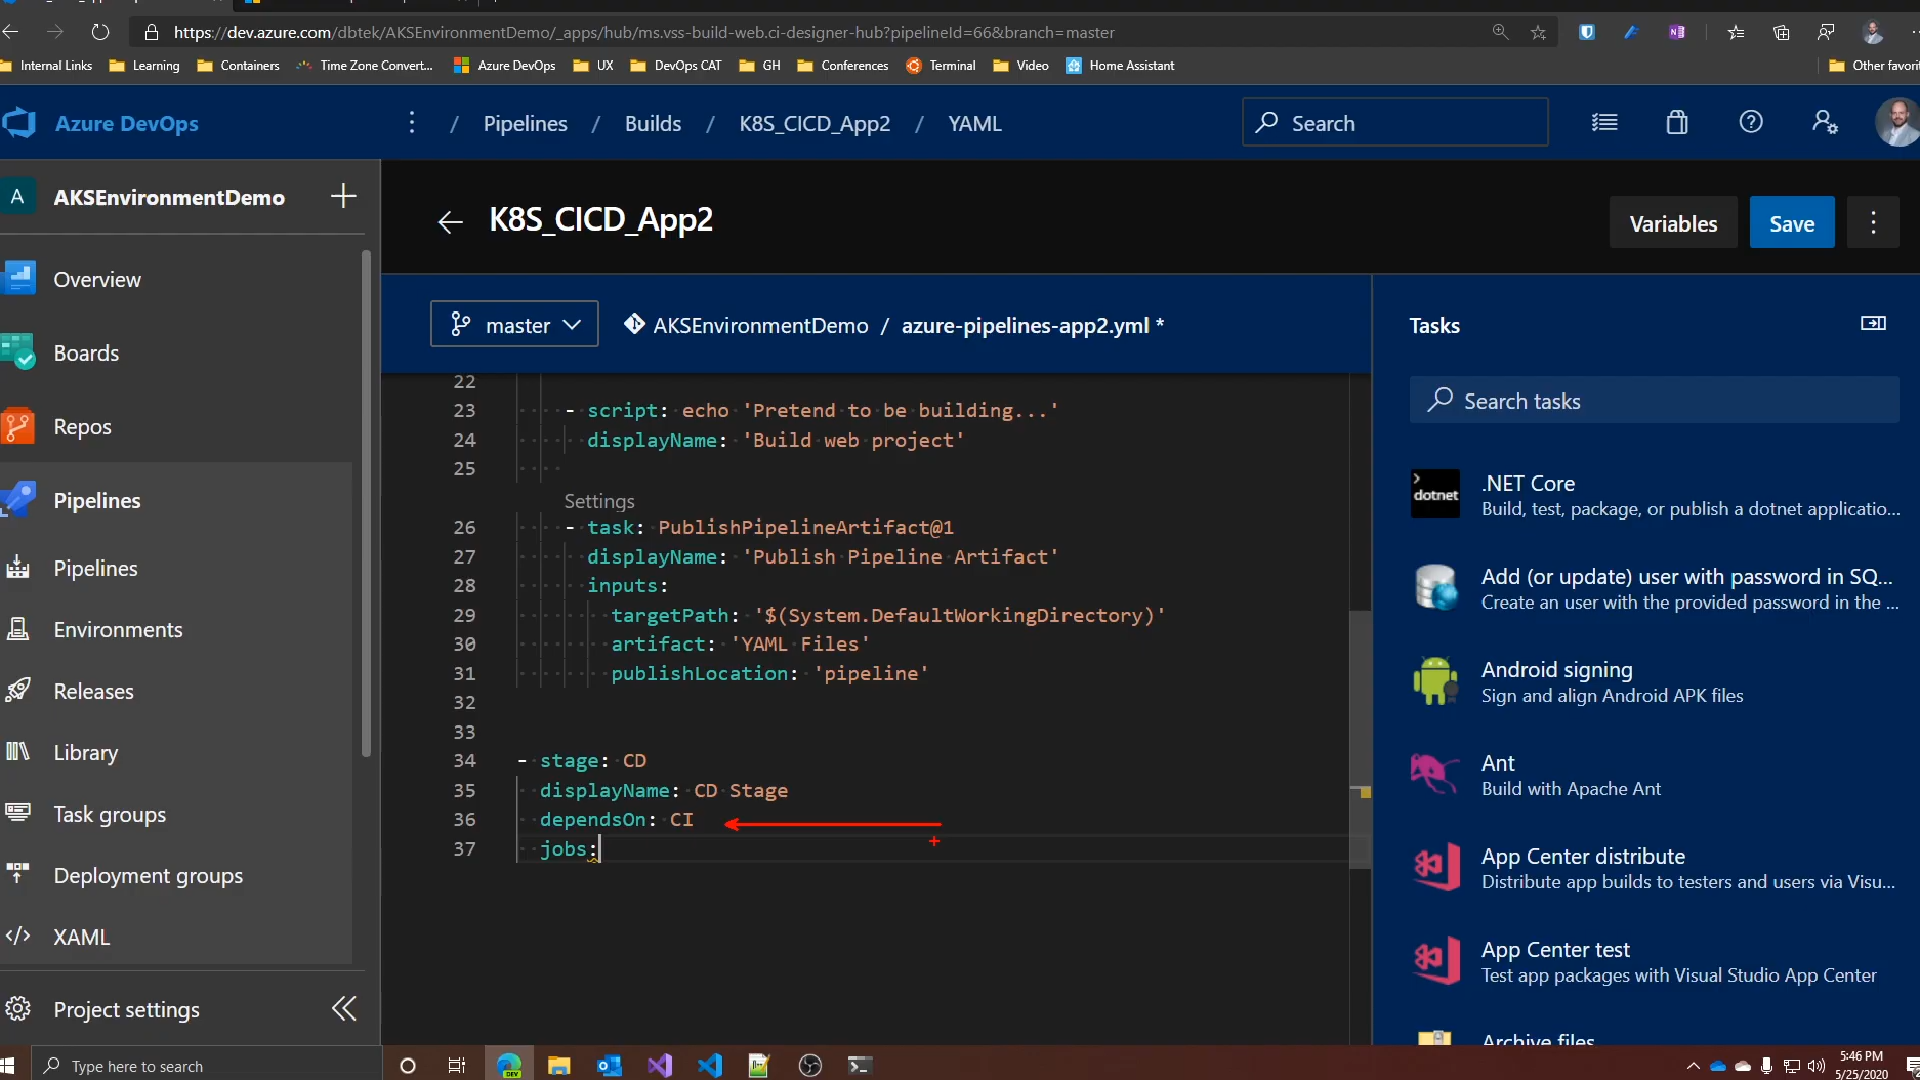 https://dev.azure.com/dbtek/AKSEnvironmentDemo/_apps/hub/ms.vss-build-web.ci-designer-hub?pipelineId=66&branch=master
Internal Links Learning Containers Time Zone Convert... Azure DevOps UX DevOps CAT GH Conferences Terminal Video Home Assistant Other favori
Azure DevOps / Pipelines / Builds / K8S_CICD_App2 / YAML Search
A AKSEnvironmentDemo
Overview
Boards
Repos
Pipelines
Pipelines
Environments
Releases
Library
Task groups
Deployment groups
XAML
Project settings
K8S_CICD_App2
Variables Save
master AKSEnvironmentDemo / azure-pipelines-app2.yml *
22
23 - script: echo 'Pretend to be building...'
24 displayName: 'Build web project'
25
Settings
26 - task: PublishPipelineArtifact@1
27 displayName: 'Publish Pipeline Artifact'
28 inputs:
29 targetPath: '$(System.DefaultWorkingDirectory)'
30 artifact: 'YAML Files'
31 publishLocation: 'pipeline'
32
33
34 - stage: CD
35 displayName: CD Stage
36 dependsOn: CI
37 jobs:
Tasks
Search tasks
dotnet
.NET Core
Build, test, package, or publish a dotnet applicatio...
Add (or update) user with password in SQ...
Create an user with the provided password in the ...
Android signing
Sign and align Android APK files
Ant
Build with Apache Ant
App Center distribute
Distribute app builds to testers and users via Visu...
App Center test
Test app packages with Visual Studio App Center
Archive files
Type here to search
DEV
5:46 PM
5/25/2020